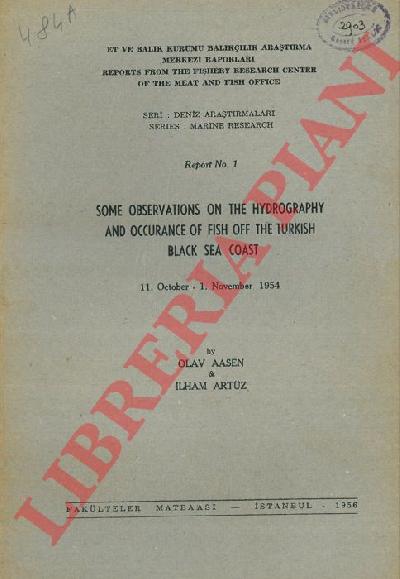 484A
2903
ET VE BALIK KURUMU BALIKÇILIK ARAŞTIRMA
MERKEZI RAPORLARI
REPORTS FROM THE FISHERY RESEARCH CENTER
OF THE MEAT AND FISH OFFICE
SERI : DENİZ ARAŞTIRMALARI
SERIES : MARINE RESEARCH
Report No. 1
SOME OBSERVATIONS ON THE HYDROGRAPHY
AND OCCURANCE OF FISH OFF THE TURKISH
BLACK SEA COAST
11. October - 1. November 1954
by
OLAV AASEN
&
İLHAM ARTÜZ
FAKÜLTELER MATBAASI — İSTANBUL - 1956
LIBRERIAPIANI